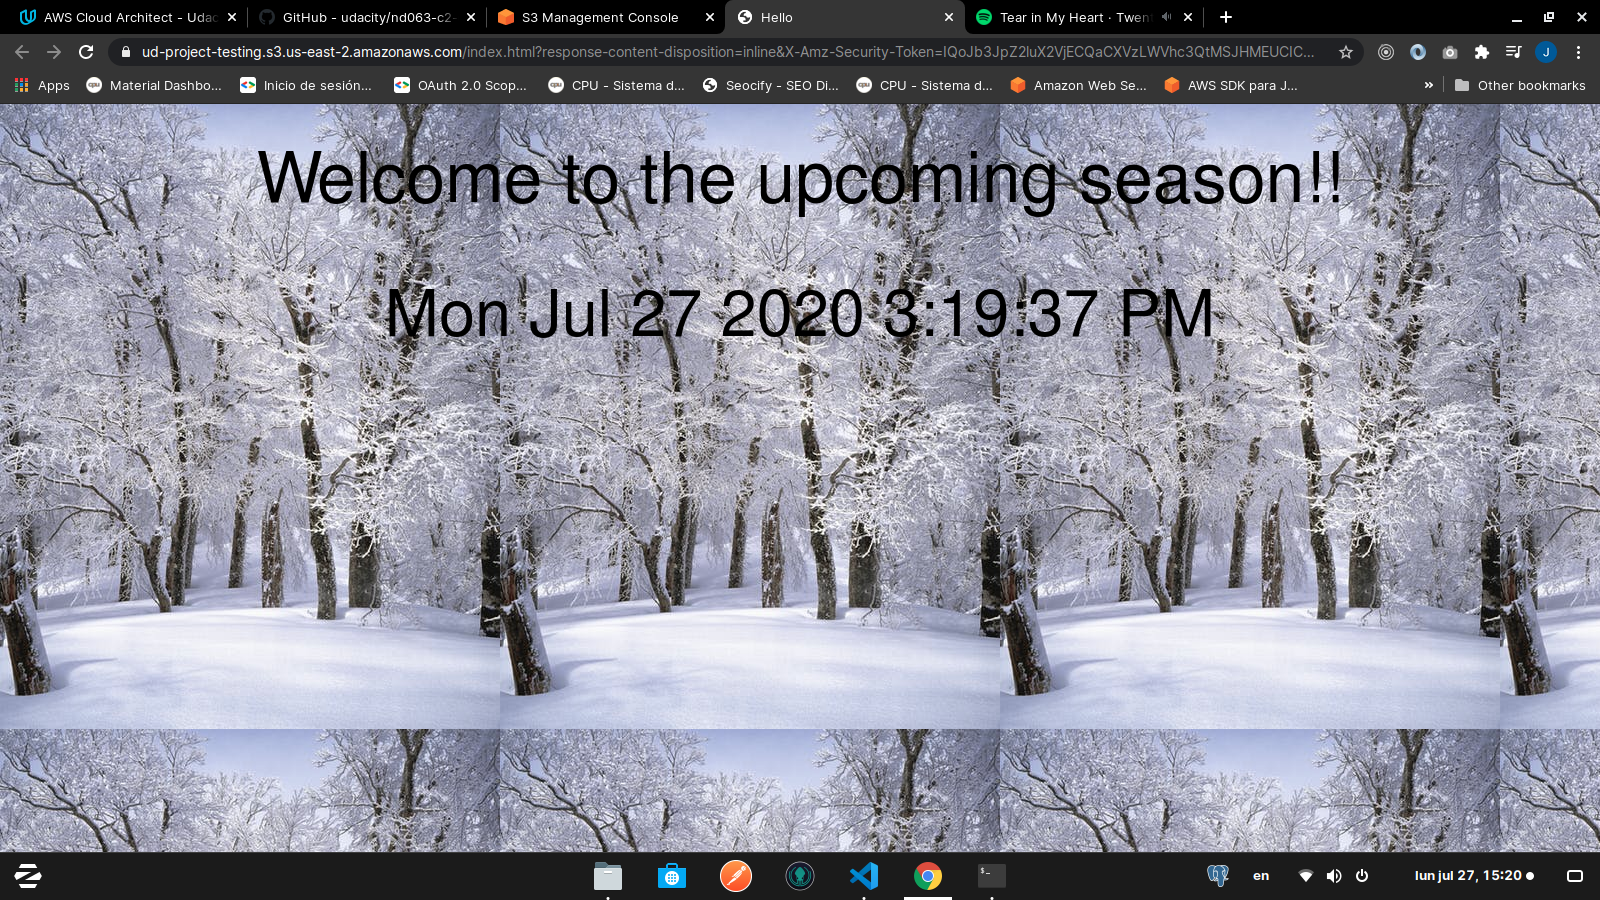 AWS Cloud Architect - Udac
GitHub - udacity/nd063-c2-
S3 Management Console
Hello
Tear in My Heart · Twent
ud-project-testing.s3.us-east-2.amazonaws.com/index.html?response-content-disposition=inline&X-Amz-Security-Token=IQoJb3JpZ2luX2VjECQaCXVzLWVhc3QtMSJHMEUCIC...
J
Apps
Material Dashbo...
Inicio de sesión...
OAuth 2.0 Scop...
CPU - Sistema d...
Seocify - SEO Di...
CPU - Sistema d...
Amazon Web Se...
AWS SDK para J...
»
Other bookmarks
Welcome to the upcoming season!!
Mon Jul 27 2020 3:19:37 PM
en
lun jul 27, 15:20